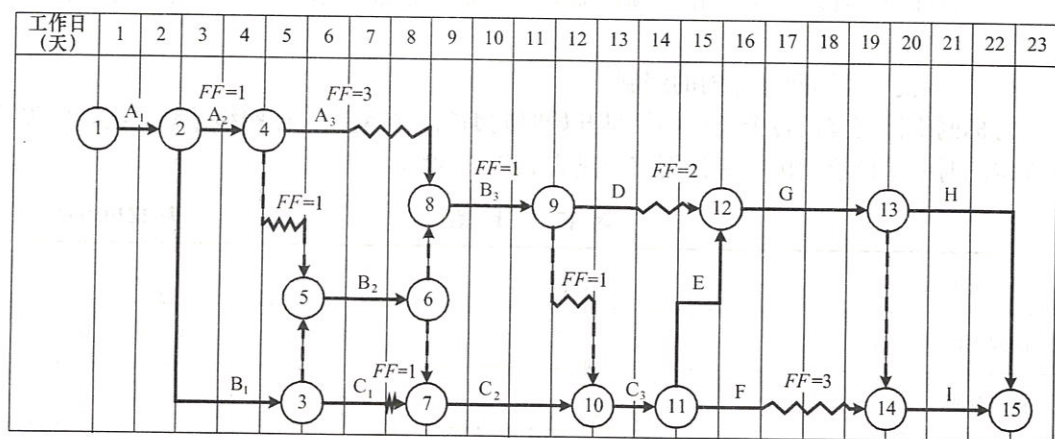 工作日
(天)
1 2 3 4 5 6 7 8 9 10 11 12 13 14 15 16 17 18 19 20 21 22 23
FF=1 FF=3
1 A₁ 2 A₂ 4 A₃
FF=1 FF=2
8 B₃ 9 D 12 G 13 H
FF=1
FF=1
E
5 B₂ 6
FF=1 FF=3
B₁ 3 C₁ 7 C₂ 10 C₃ 11 F 14 I 15